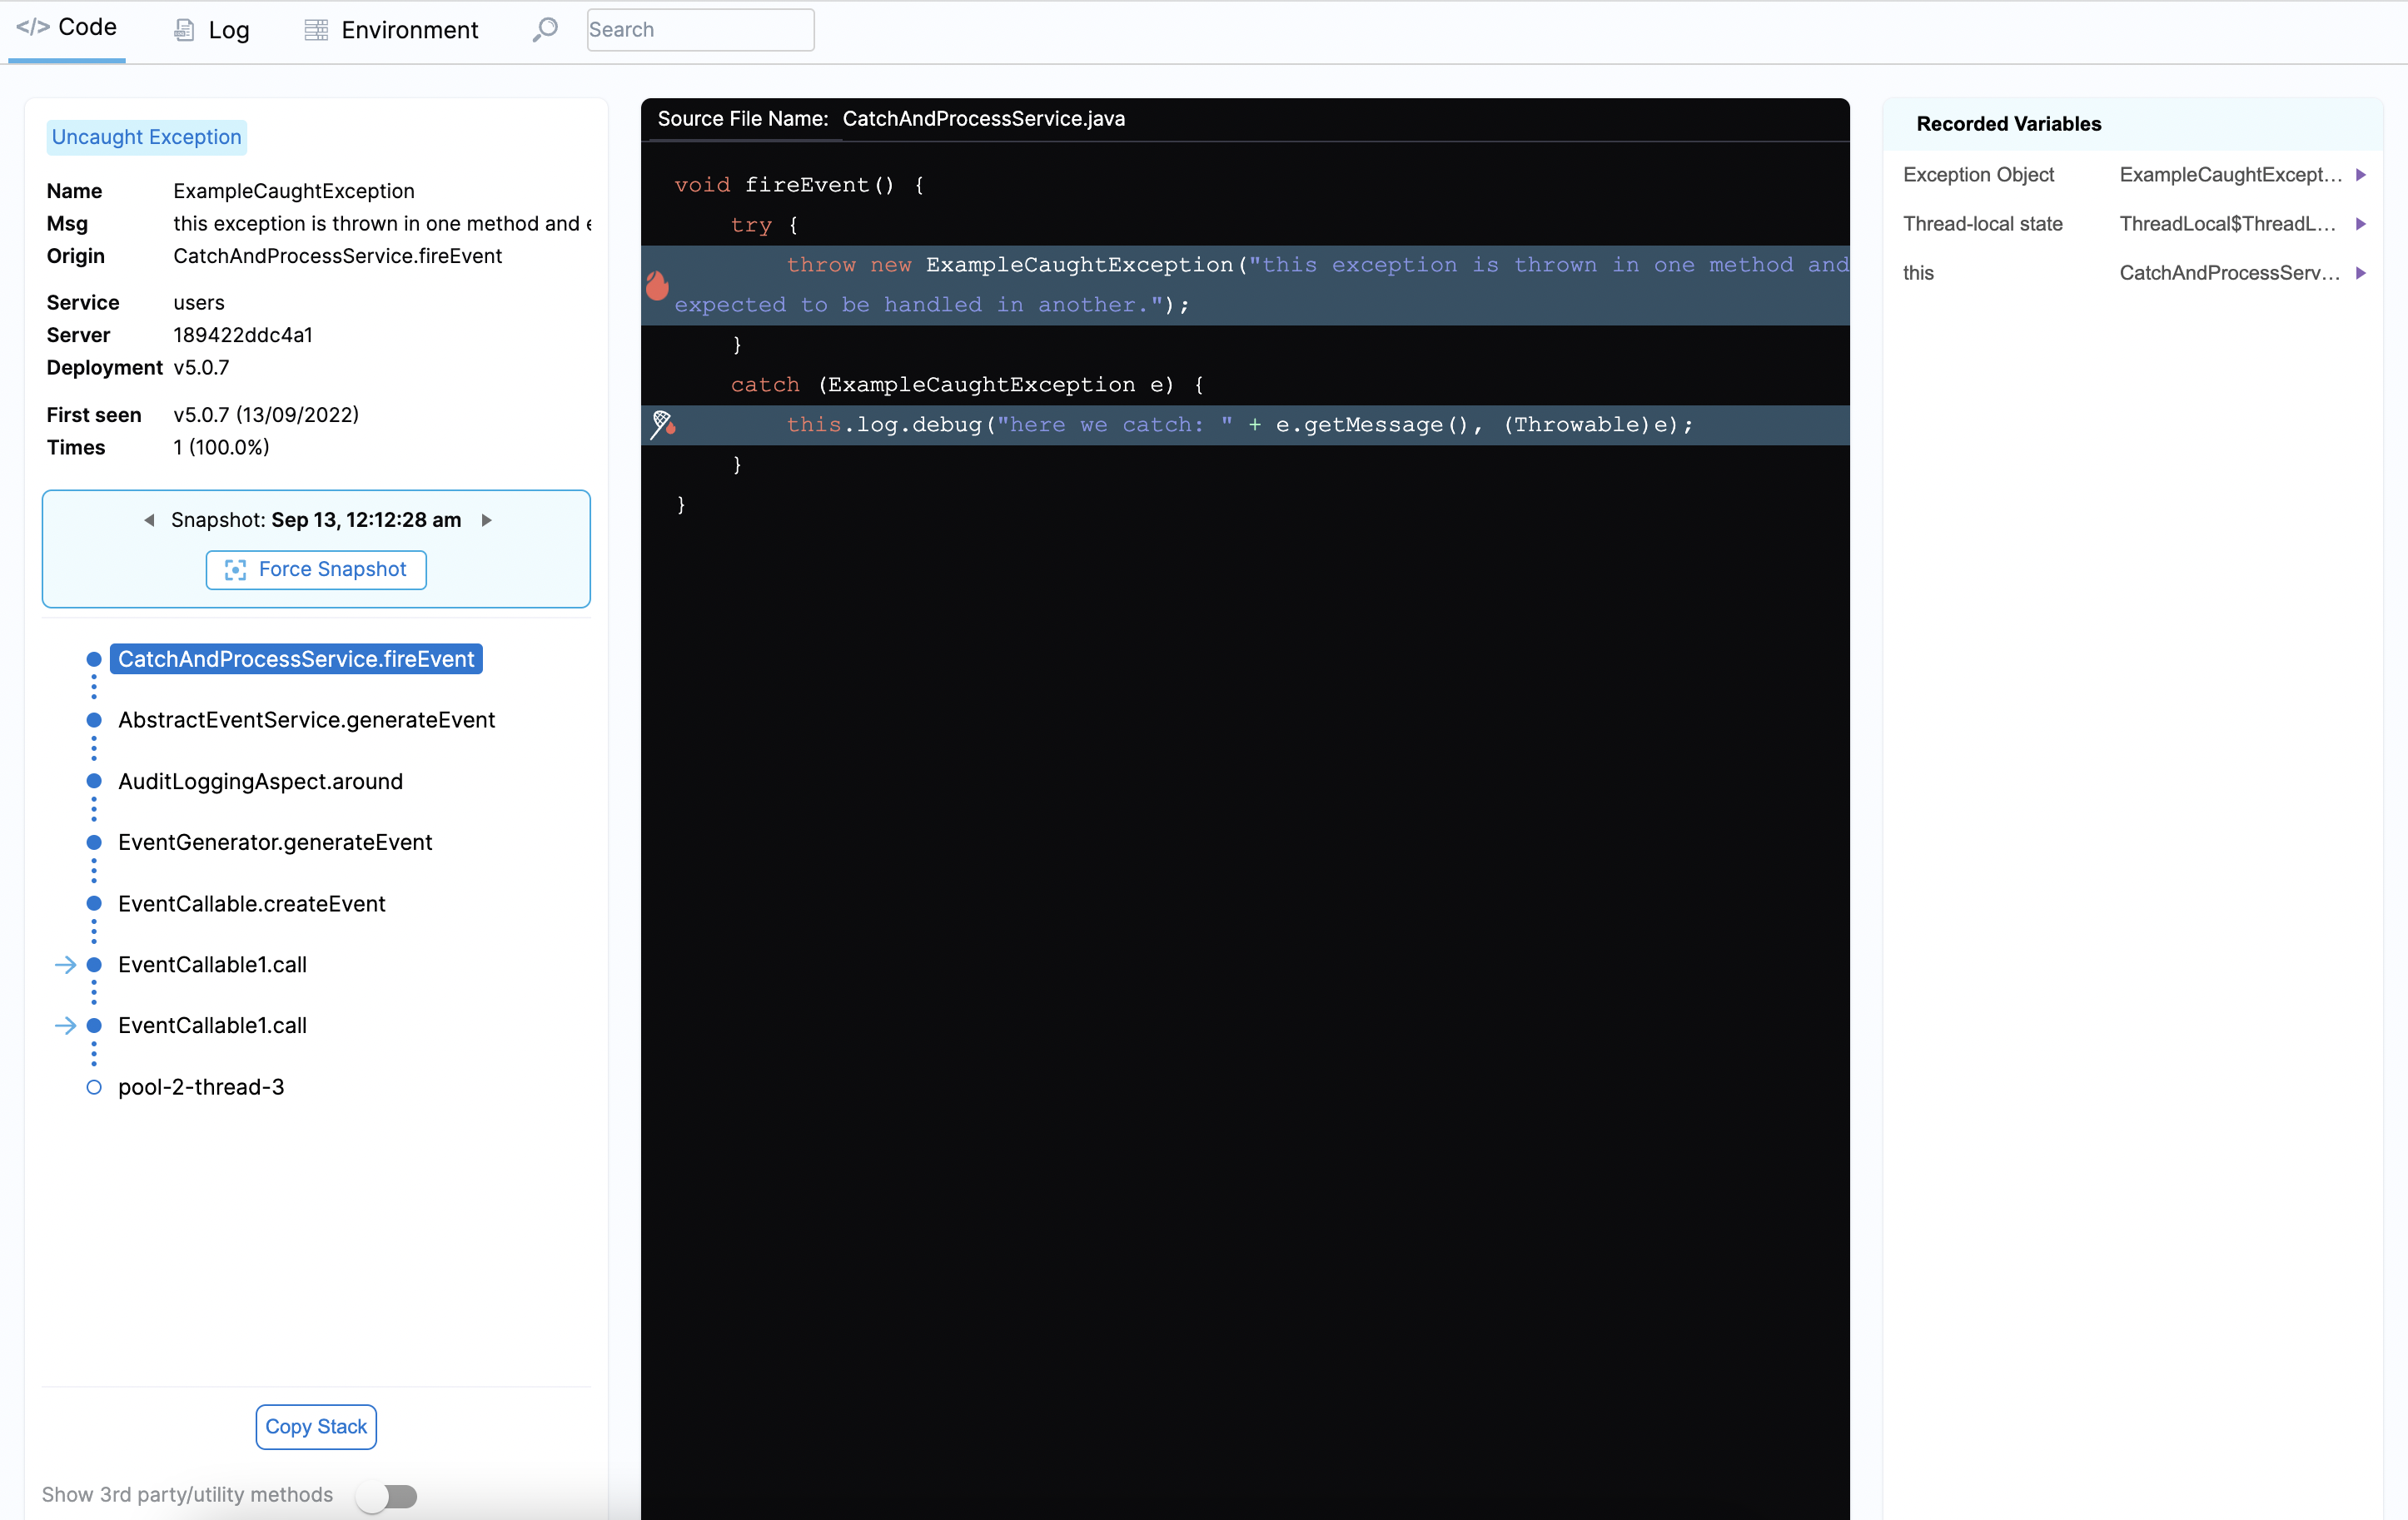 </> Code Log Environment Search
Uncaught Exception
Name ExampleCaughtException
Msg this exception is thrown in one method and e
Origin CatchAndProcessService.fireEvent
Service users
Server 189422ddc4a1
Deployment v5.0.7
First seen v5.0.7 (13/09/2022)
Times 1 (100.0%)
Snapshot: Sep 13, 12:12:28 am
Force Snapshot
CatchAndProcessService.fireEvent
AbstractEventService.generateEvent
AuditLoggingAspect.around
EventGenerator.generateEvent
EventCallable.createEvent
EventCallable1.call
EventCallable1.call
pool-2-thread-3
Copy Stack
Show 3rd party/utility methods
Source File Name: CatchAndProcessService.java
void fireEvent() {
try {
throw new ExampleCaughtException("this exception is thrown in one method and
expected to be handled in another.");
}
catch (ExampleCaughtException e) {
this.log.debug("here we catch: " + e.getMessage(), (Throwable)e);
}
}
Recorded Variables
Exception Object ExampleCaughtExcept...
Thread-local state ThreadLocal$ThreadL...
this CatchAndProcessServ...